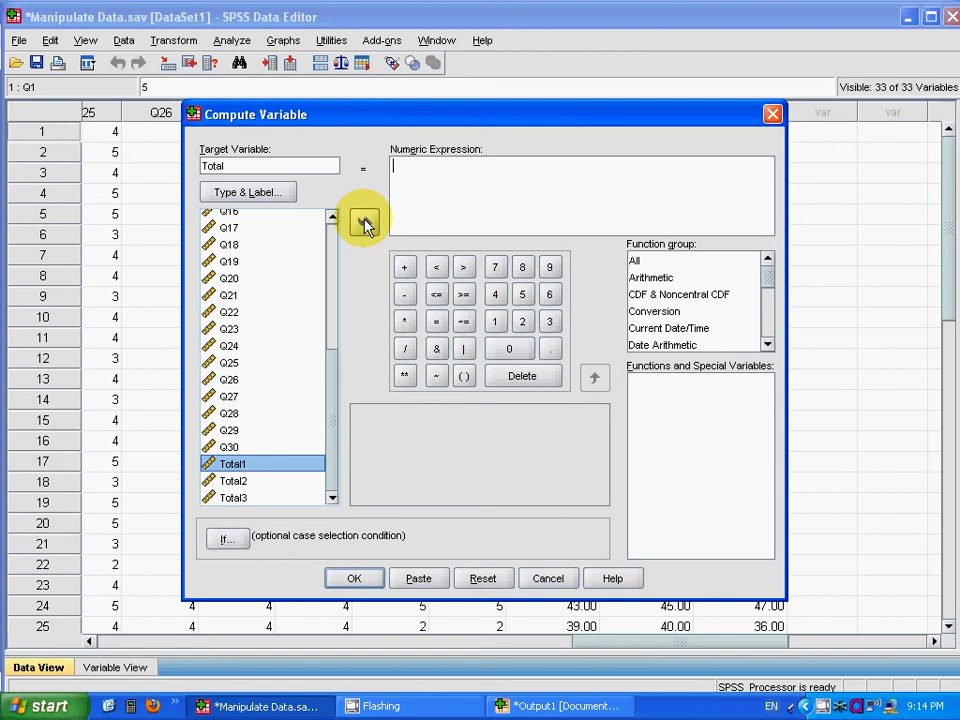 *Manipulate Data.sav [DataSet1] - SPSS Data Editor
File Edit View Data Transform Analyze Graphs Utilities Add-ons Window Help
1 : Q1 5 Visible: 33 of 33 Variables
25 Q26 var var
Compute Variable
Target Variable:
Total
=
Numeric Expression:
Type & Label...
Q16
Q17
Q18
Q19
Q20
Q21
Q22
Q23
Q24
Q25
Q26
Q27
Q28
Q29
Q30
Total1
Total2
Total3
+ < > 7 8 9
- <= >= 4 5 6
* = ~= 1 2 3
/ & | 0 .
** ~ ( ) Delete
Function group:
All
Arithmetic
CDF & Noncentral CDF
Conversion
Current Date/Time
Date Arithmetic
Functions and Special Variables:
If... (optional case selection condition)
OK Paste Reset Cancel Help
1 4
2 5
3 4
4 5
5 5
6 3
7 4
8 4
9 3
10 4
11 4
12 3
13 4
14 3
15 4
16 4
17 5
18 3
19 5
20 5
21 3
22 2
23 4
24 5 4 4 4 5 5 43.00 45.00 47.00
25 4 4 4 4 2 2 39.00 40.00 36.00
Data View Variable View
SPSS Processor is ready
start *Manipulate Data.sa... Flashing *Output1 [Document... EN 9:14 PM